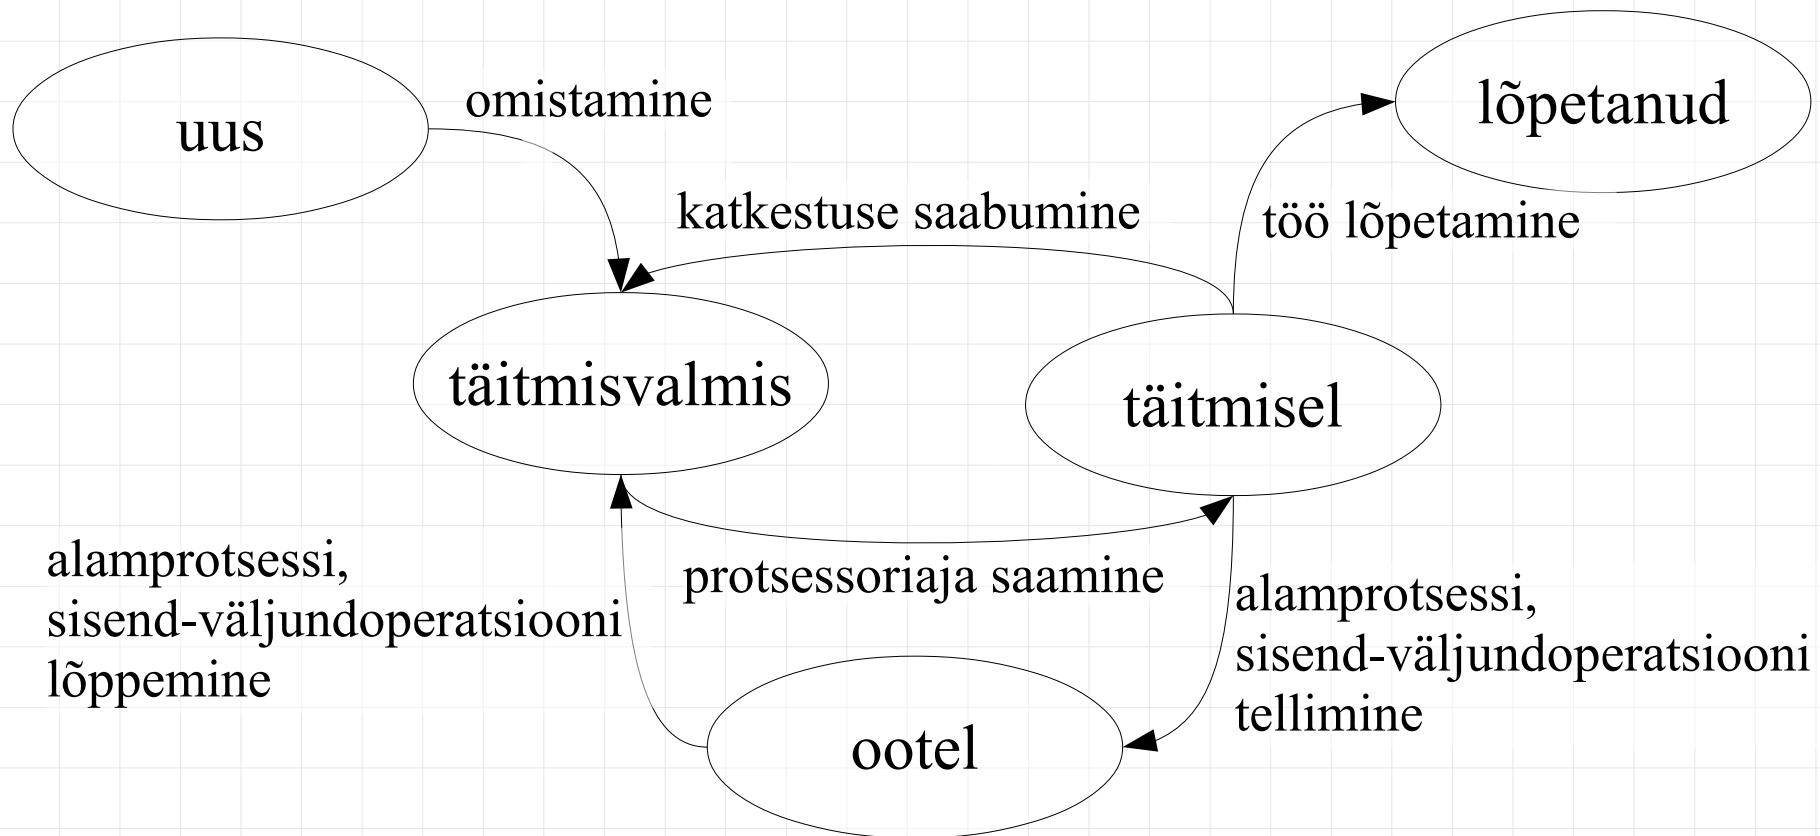 uus
omistamine
lõpetanud
katkestuse saabumine
töö lõpetamine
täitmisvalmis
täitmisel
alamprotsessi,
sisend-väljundoperatsiooni
lõppemine
protsessoriaja saamine
alamprotsessi,
sisend-väljundoperatsiooni
tellimine
ootel